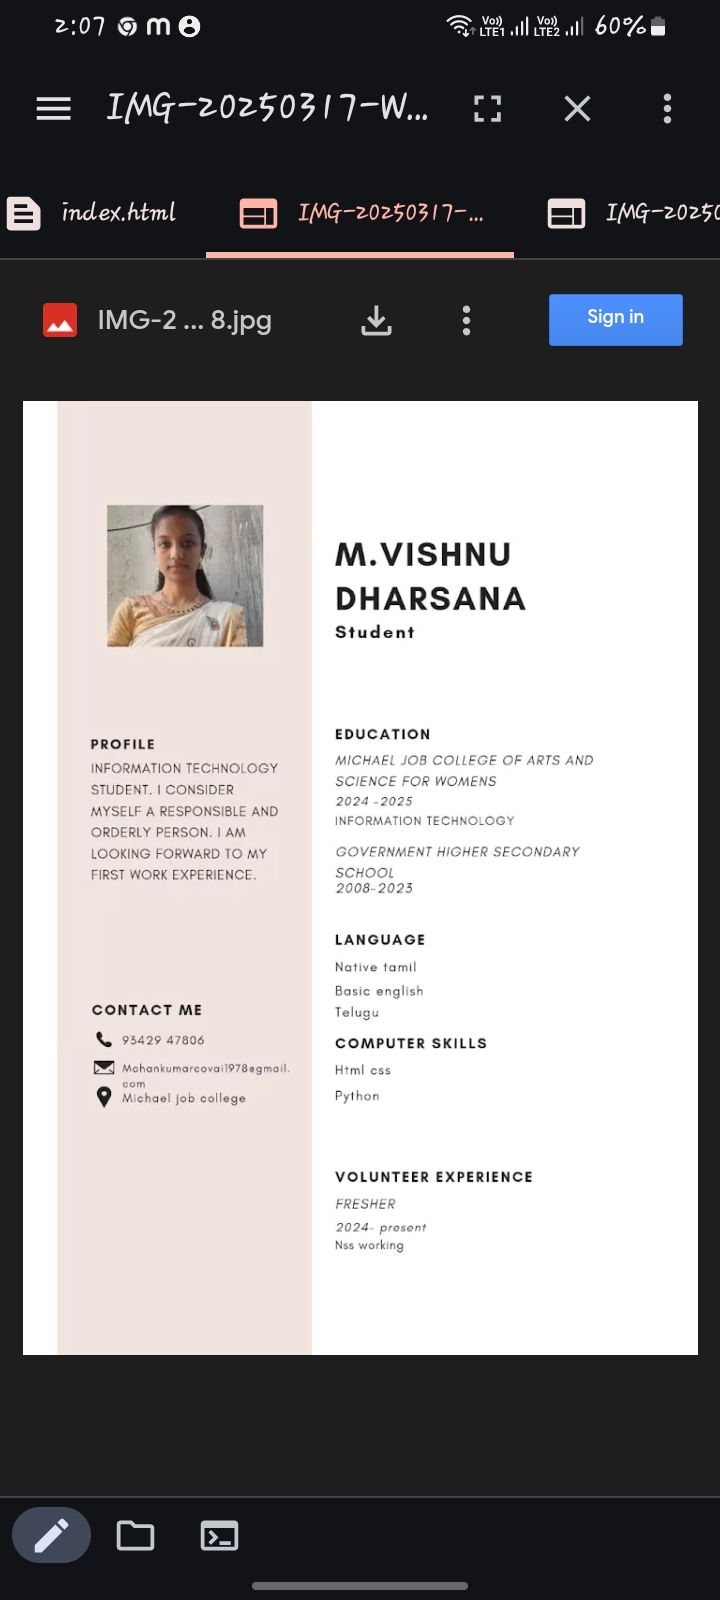 2:07
Vo)) LTE1 Vo)) LTE2 60%
IMG-20250317-W...
index.html
IMG-20250317-...
IMG-2025
IMG-2 ... 8.jpg
Sign in
M.VISHNU
DHARSANA
Student
PROFILE
INFORMATION TECHNOLOGY
STUDENT. I CONSIDER
MYSELF A RESPONSIBLE AND
ORDERLY PERSON. I AM
LOOKING FORWARD TO MY
FIRST WORK EXPERIENCE.
CONTACT ME
93429 47806
Mohankumarcovai1978@gmail.
com
Michael job college
EDUCATION
MICHAEL JOB COLLEGE OF ARTS AND
SCIENCE FOR WOMENS
2024 -2025
INFORMATION TECHNOLOGY
GOVERNMENT HIGHER SECONDARY
SCHOOL
2008-2023
LANGUAGE
Native tamil
Basic english
Telugu
COMPUTER SKILLS
Html css
Python
VOLUNTEER EXPERIENCE
FRESHER
2024- present
Nss working